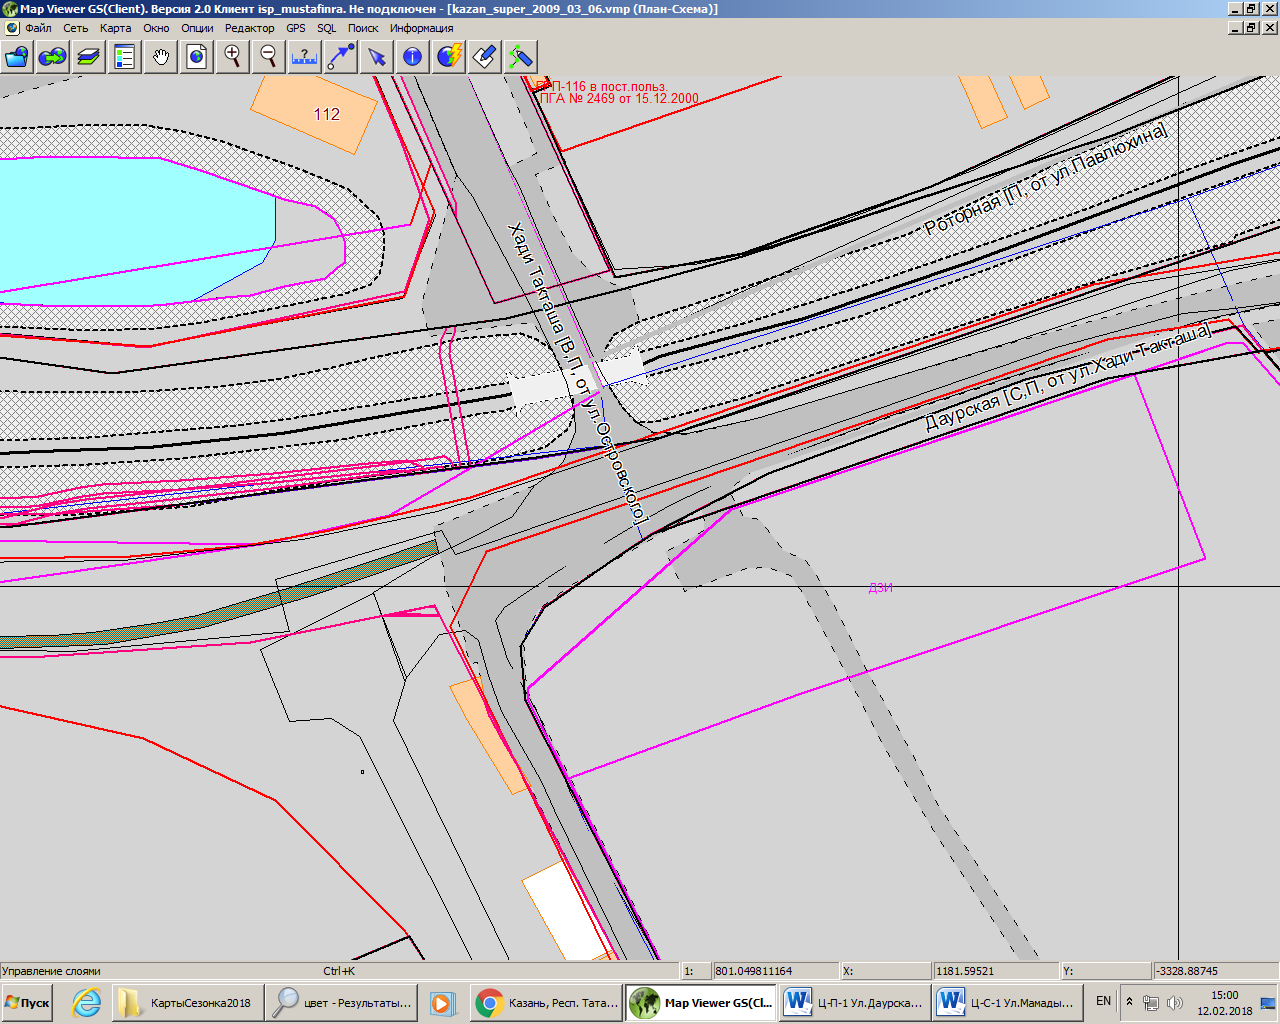 Map Viewer GS(Client). Версия 2.0 Клиент isp_mustafinra. Не подключен - [kazan_super_2009_03_06.vmp (План-Схема)]
Файл Сеть Карта Окно Опции Редактор GPS SQL Поиск Информация
ГРП-116 в пост.польз.
ПГА № 2469 от 15.12.2000
112
Роторная [П, от ул.Павлюхина]
Хади Такташа [В,П, от ул.Островского]
Даурская [С,П, от ул.Хади Такташа]
ДЗИ
Управление слоями Ctrl+K 1: 801.049811164 X: 1181.59521 Y: -3328.88745
Пуск КартыСезонка2018 цвет - Результаты... Казань, Респ. Тата... Map Viewer GS(Cl... Ц-П-1 Ул.Даурска... Ц-С-1 Ул.Мамады... EN 15:00
12.02.2018